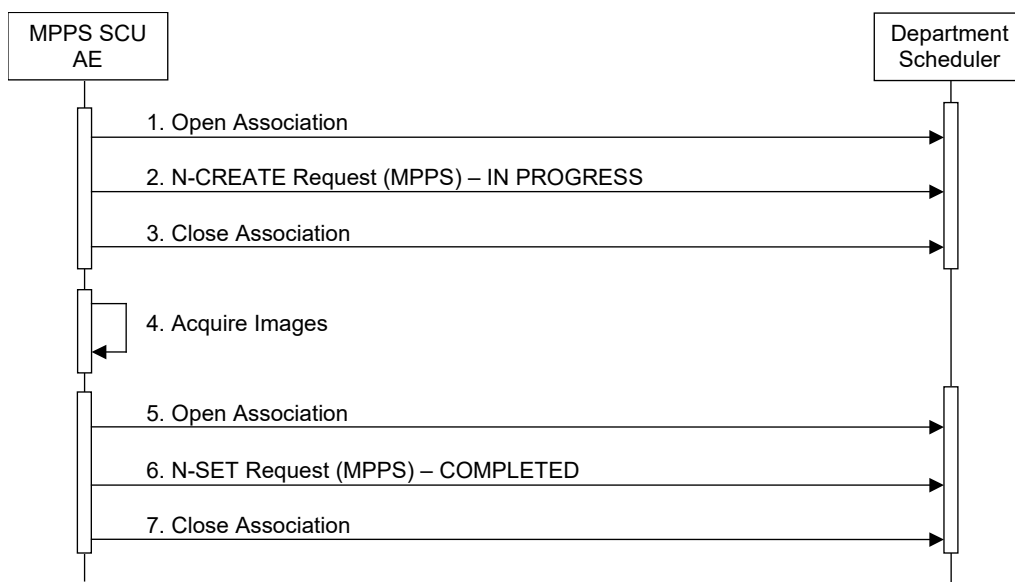 MPPS SCU
AE
Department
Scheduler
1. Open Association
2. N-CREATE Request (MPPS) – IN PROGRESS
3. Close Association
4. Acquire Images
5. Open Association
6. N-SET Request (MPPS) – COMPLETED
7. Close Association